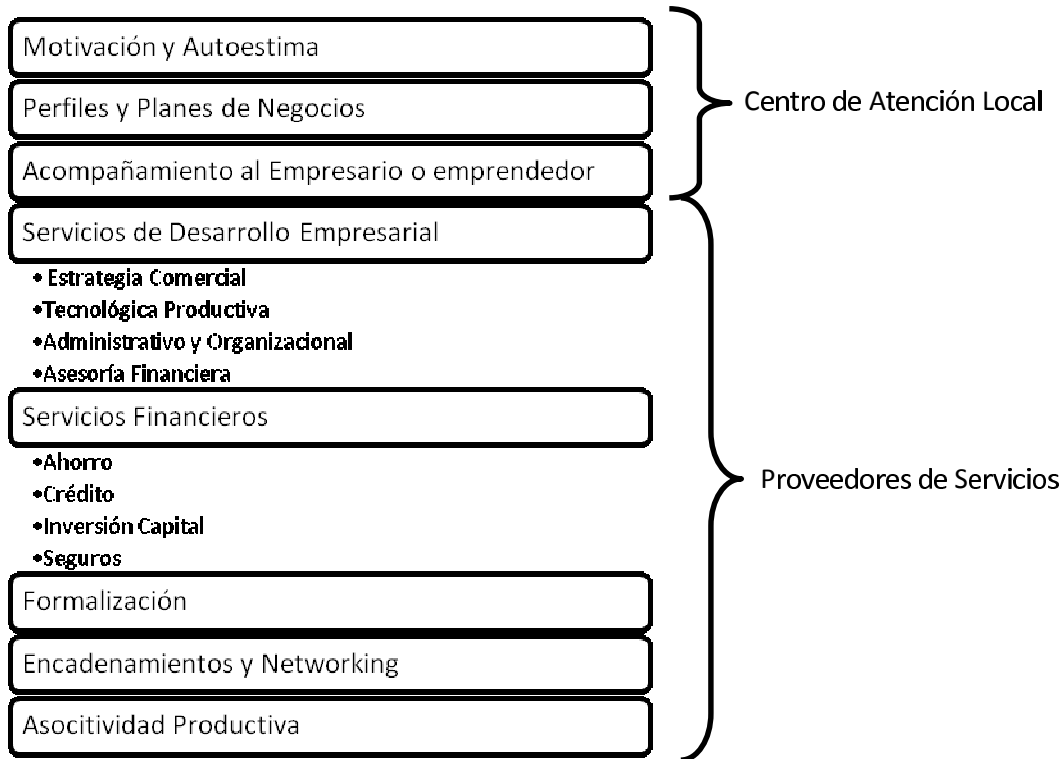 Motivación y Autoestima
Perfiles y Planes de Negocios
Acompañamiento al Empresario o emprendedor
Centro de Atención Local
Servicios de Desarrollo Empresarial
•Estrategia Comercial
•Tecnológica Productiva
•Administrativo y Organizacional
•Asesoría Financiera
Servicios Financieros
•Ahorro
•Crédito
•Inversión Capital
•Seguros
Formalización
Encadenamientos y Networking
Asocitividad Productiva
Proveedores de Servicios